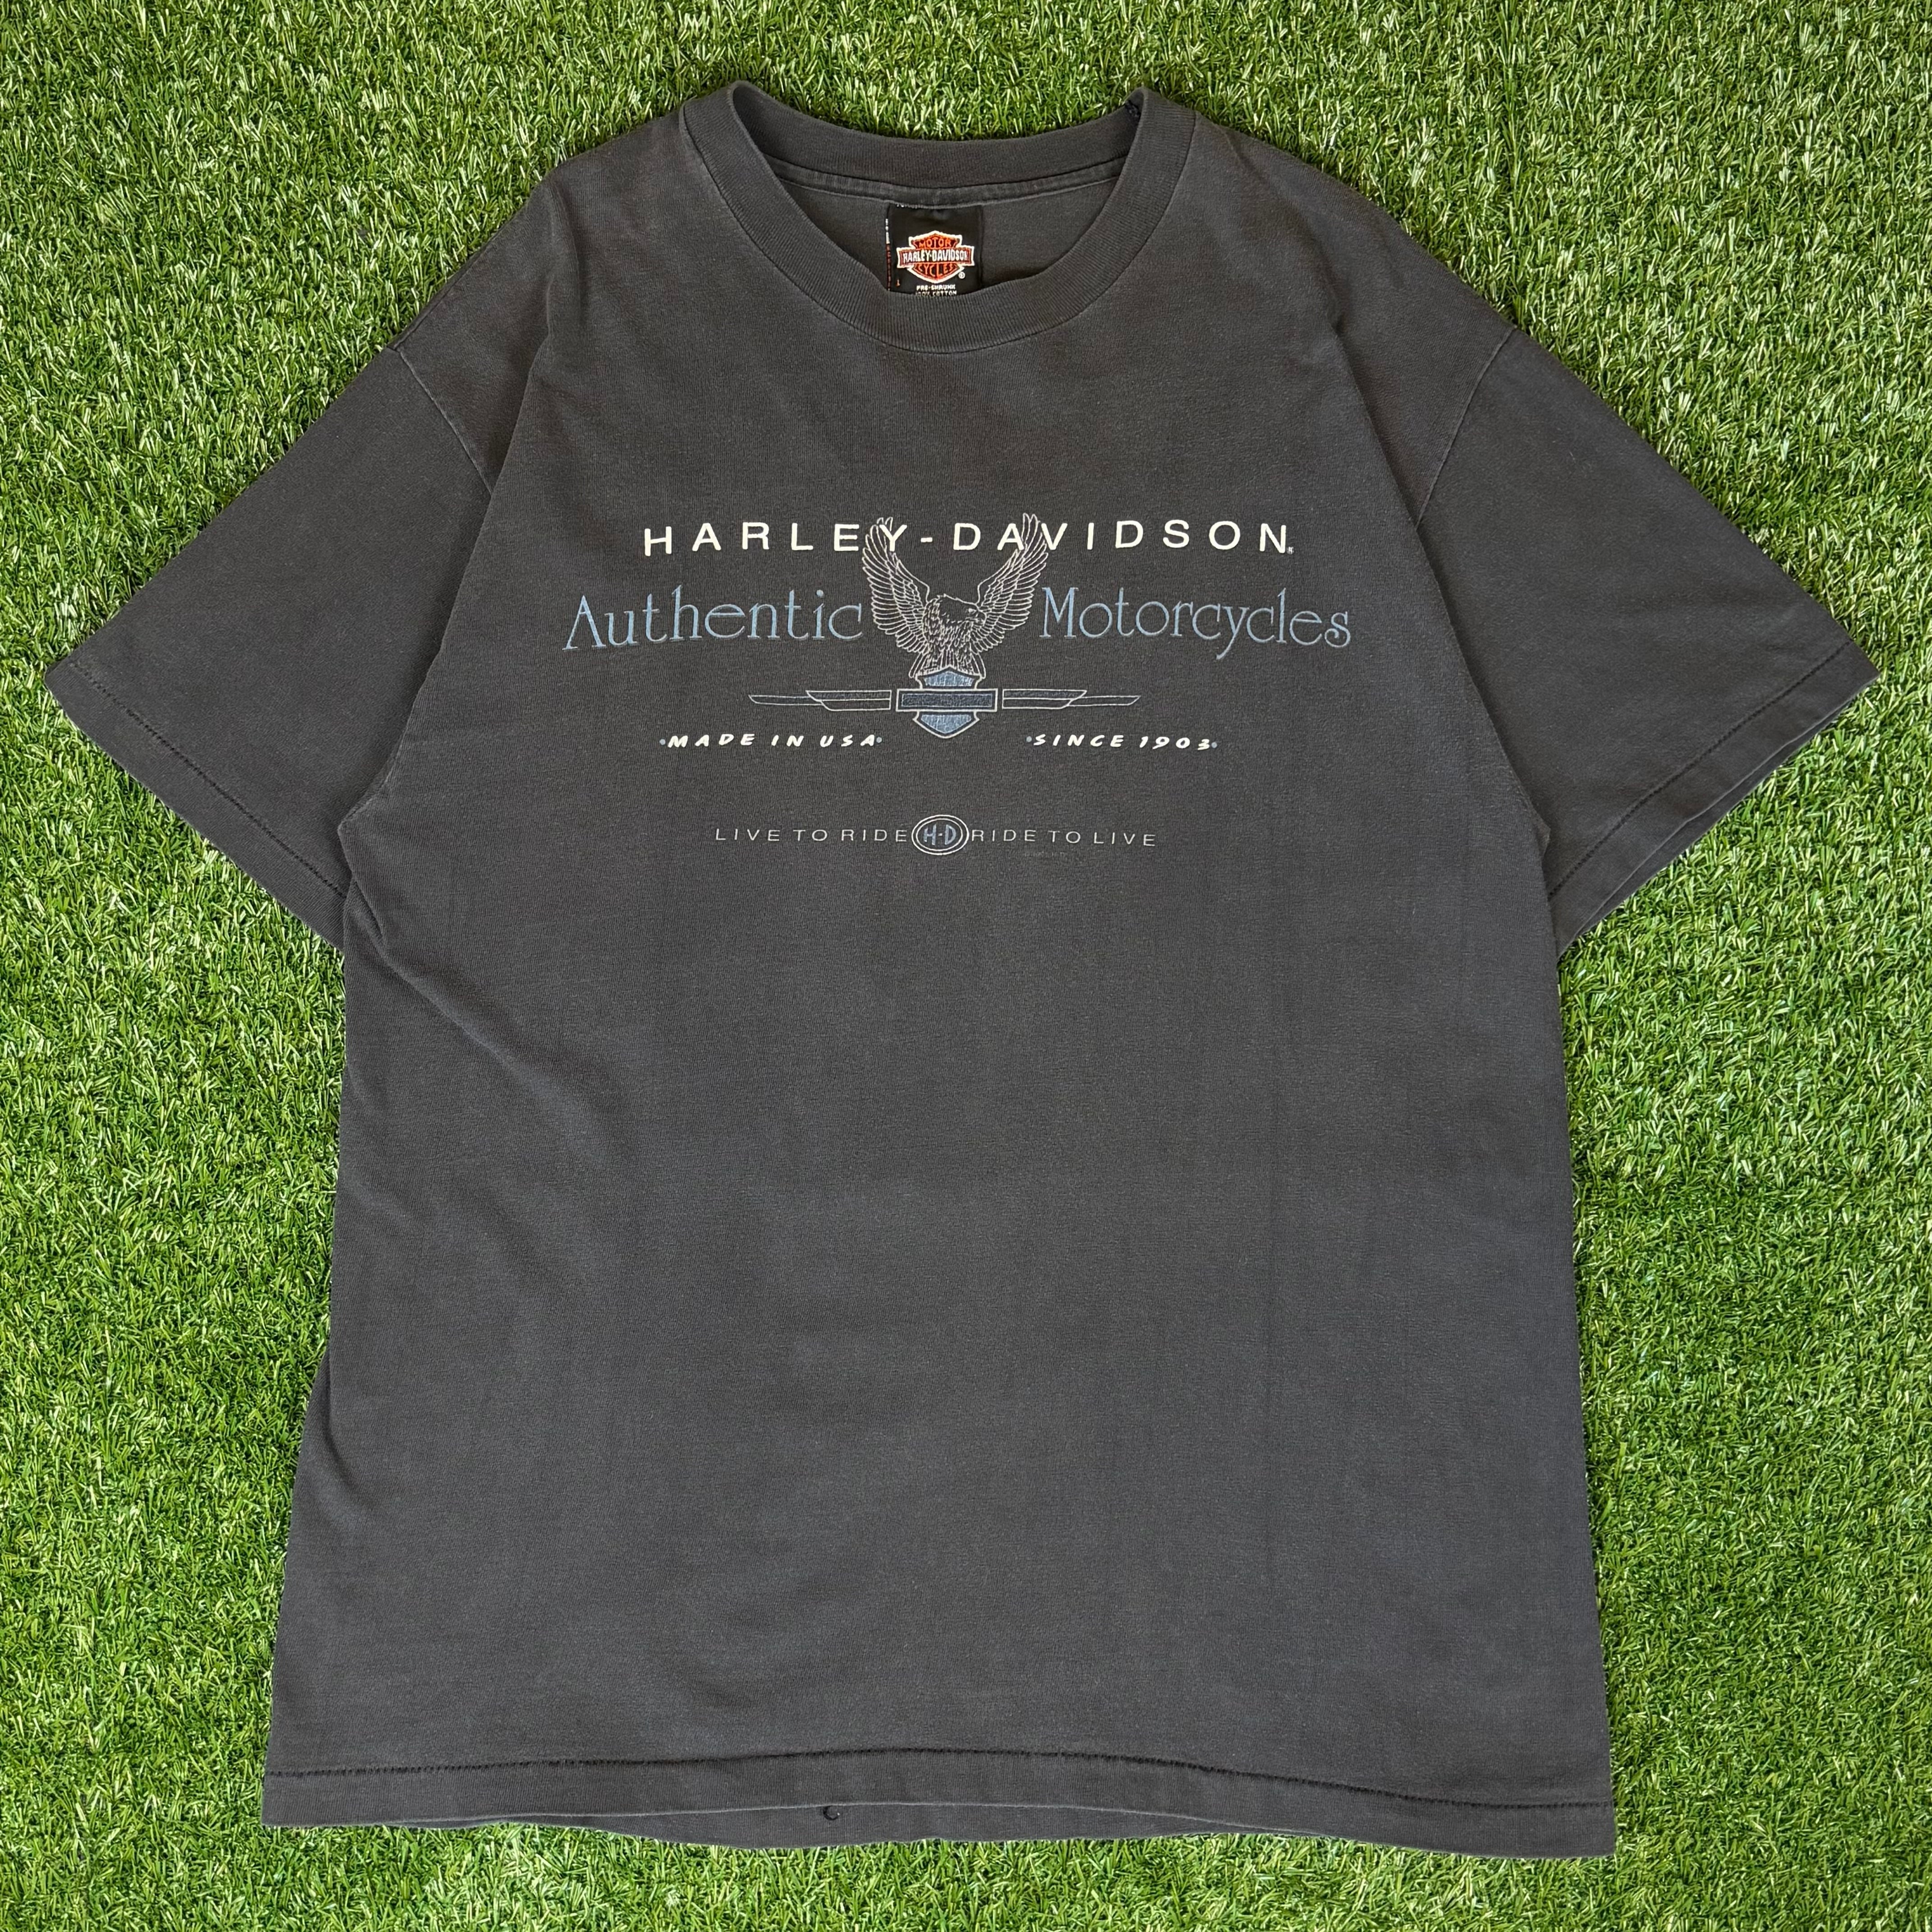 MOTOR
HARLEY-DAVIDSON
CYCLES
®
PRE-SHRUNK
100% COTTON
HARLEY-DAVIDSON
Authentic Motorcycles
•MADE IN USA• •SINCE 1903•
LIVE TO RIDE H-D RIDE TO LIVE